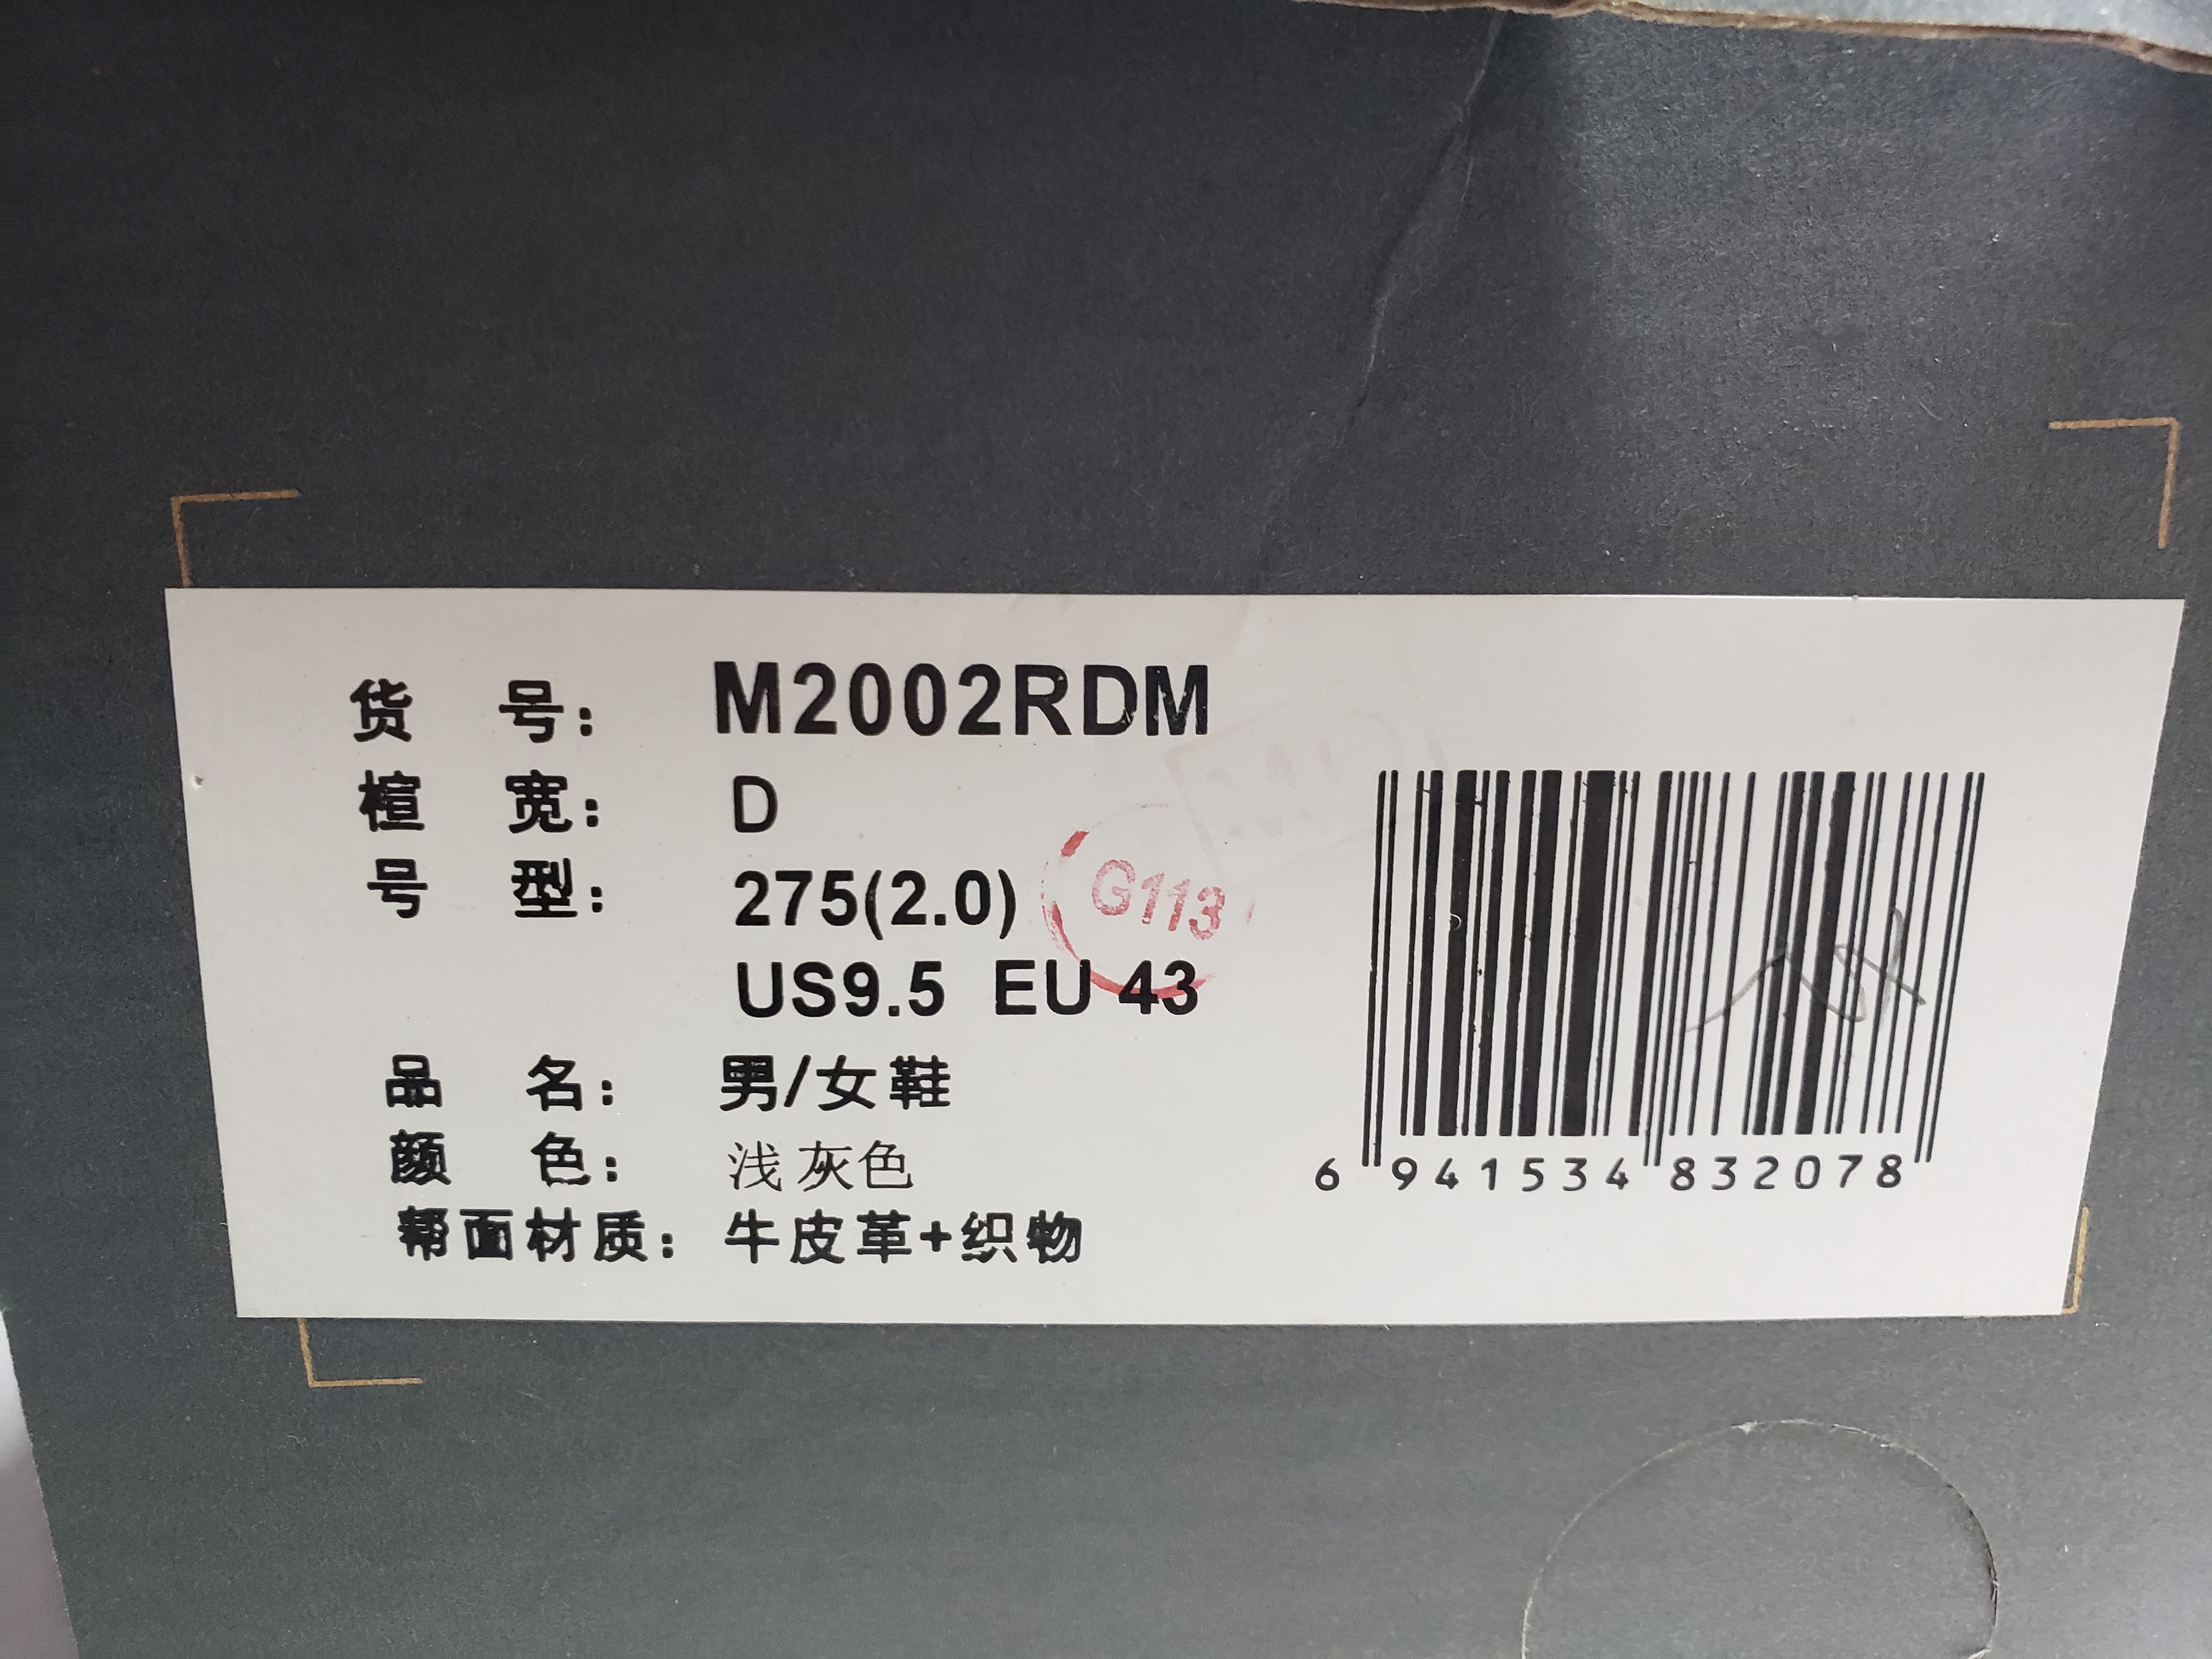 货 号： M2002RDM
楦 宽： D
号 型： 275(2.0)
G113
US9.5 EU 43
品 名： 男/女鞋
颜 色： 浅灰色
帮面材质： 牛皮革+织物
6 941534 832078